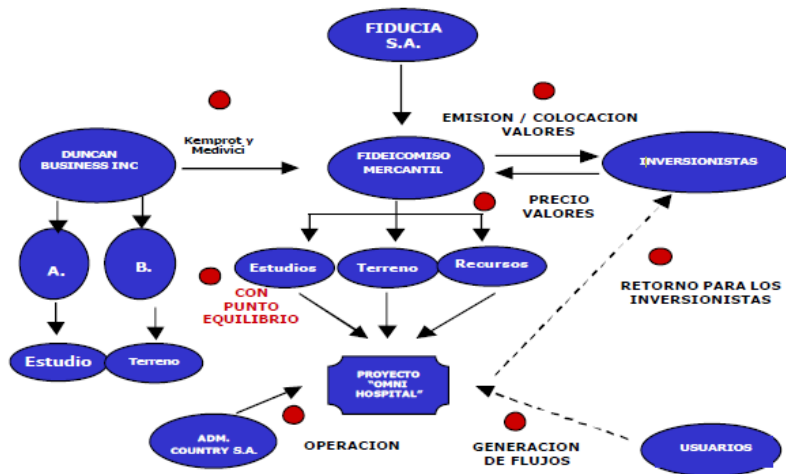 FIDUCIA
S.A.
EMISION / COLOCACION
VALORES
Kemprot y
Medivici
DUNCAN
BUSINESS INC
FIDEICOMISO
MERCANTIL
INVERSIONISTAS
PRECIO
VALORES
A.
B.
Estudios
Terreno
Recursos
CON
PUNTO
EQUILIBRIO
RETORNO PARA LOS
INVERSIONISTAS
Estudio
Terreno
PROYECTO
"OMNI
HOSPITAL"
ADM.
COUNTRY S.A.
OPERACION
GENERACION
DE FLUJOS
USUARIOS